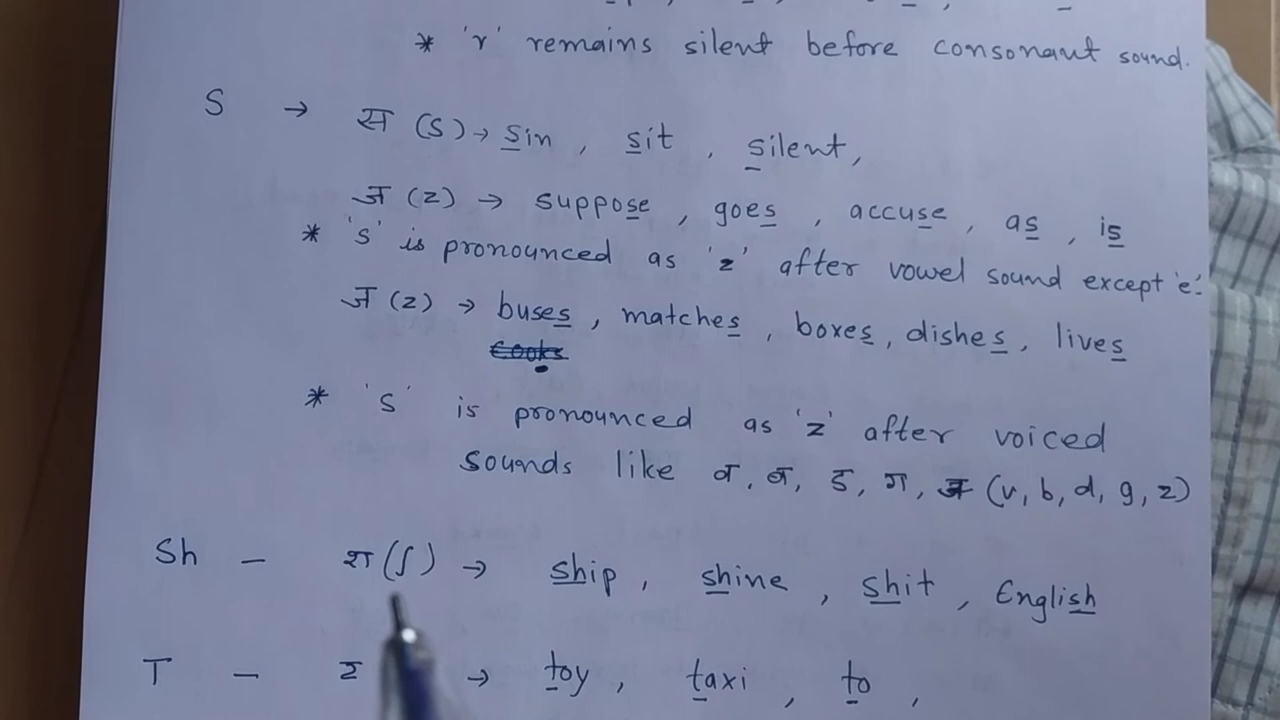 * 'r' remains silent before consonant sound.
S → स (s) → sin, sit, silent,
ज़ (z) → suppose, goes, accuse, as, is
* 's' is pronounced as 'z' after vowel sound except 'e'.
ज़ (z) → buses, matches, boxes, dishes, lives
cooks
* 's' is pronounced as 'z' after voiced
sounds like व, ब, ड, ग, ज़ (v, b, d, g, z)
Sh - श (ʃ) → ship, shine, shit, English
T - ट → toy, taxi, to,